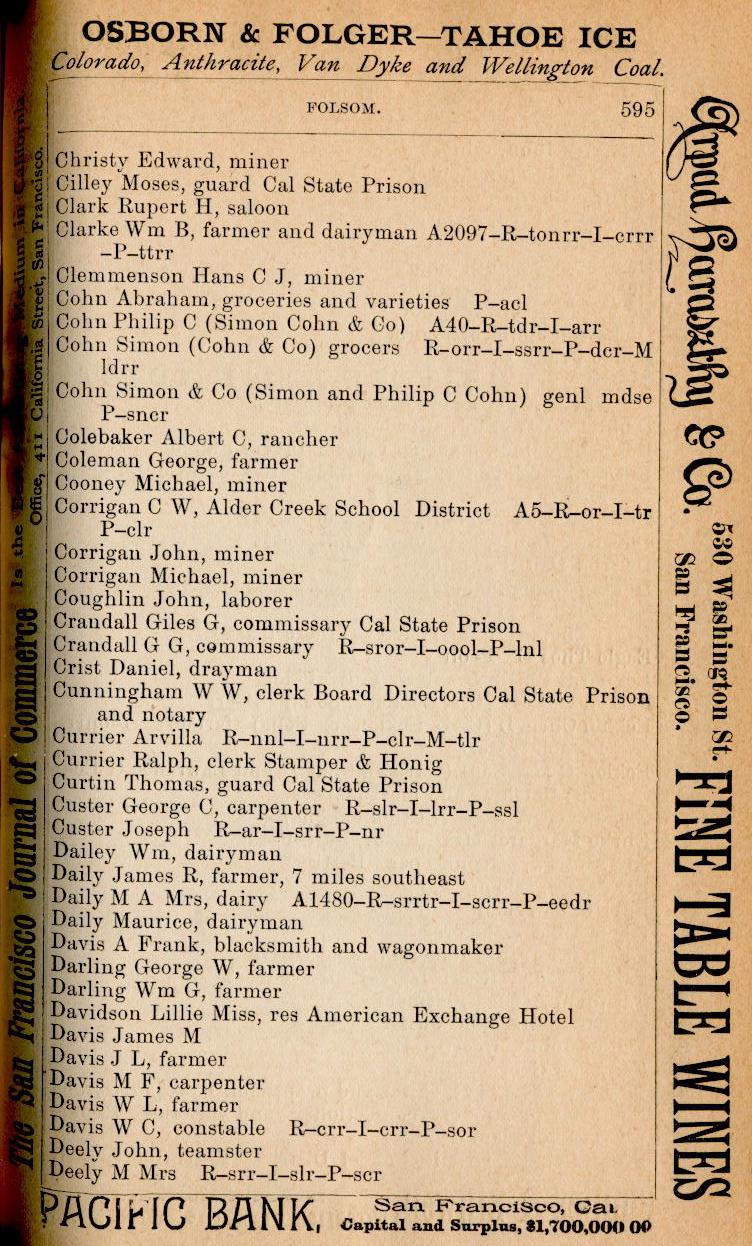 OSBORN & FOLGER—TAHOE ICE
Colorado, Anthracite, Van Dyke and Wellington Coal.
FOLSOM. 595
Christy Edward, miner
Cilley Moses, guard Cal State Prison
Clark Rupert H, saloon
Clarke Wm B, farmer and dairyman A2097–R–tonrr–I–crrr
–P–ttrr
Clemmenson Hans C J, miner
Cohn Abraham, groceries and varieties P–acl
Cohn Philip C (Simon Cohn & Co) A40–R–tdr–I–arr
Cohn Simon (Cohn & Co) grocers R–orr–I–ssrr–P–dcr–M
ldrr
Cohn Simon & Co (Simon and Philip C Cohn) genl mdse
P–sncr
Colebaker Albert C, rancher
Coleman George, farmer
Cooney Michael, miner
Corrigan C W, Alder Creek School District A5–R–or–I–tr
P–clr
Corrigan John, miner
Corrigan Michael, miner
Coughlin John, laborer
Crandall Giles G, commissary Cal State Prison
Crandall G G, commissary R–sror–I–oool–P–lnl
Crist Daniel, drayman
Cunningham W W, clerk Board Directors Cal State Prison
and notary
Currier Arvilla R–nnl–I–nrr–P–clr–M–tlr
Currier Ralph, clerk Stamper & Honig
Curtin Thomas, guard Cal State Prison
Custer George C, carpenter R–slr–I–lrr–P–ssl
Custer Joseph R–ar–I–srr–P–nr
Dailey Wm, dairyman
Daily James R, farmer, 7 miles southeast
Daily M A Mrs, dairy A1480–R–srrtr–I–scrr–P–eedr
Daily Maurice, dairyman
Davis A Frank, blacksmith and wagonmaker
Darling George W, farmer
Darling Wm G, farmer
Davidson Lillie Miss, res American Exchange Hotel
Davis James M
Davis J L, farmer
Davis M F, carpenter
Davis W L, farmer
Davis W C, constable R–crr–I–crr–P–sor
Deely John, teamster
Deely M Mrs R–srr–I–slr–P–scr
PACIFIC BANK, San Francisco, Cal
Capital and Surplus, $1,700,000 00
The San Francisco Journal of Commerce Is the Medium in California.
Office, 411 California Street, San Francisco.
Arpad Haraszthy & Co. 530 Washington St.
San Francisco. FINE TABLE WINES